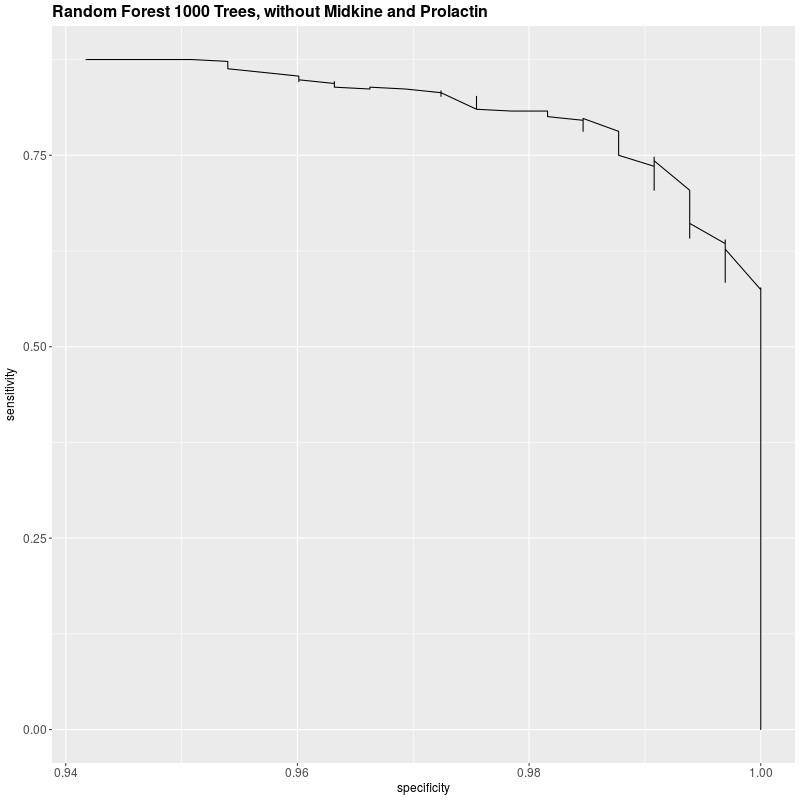 Random Forest 1000 Trees, without Midkine and Prolactin
0.75
0.50
sensitivity
0.25
0.00
0.94 0.96 0.98 1.00
specificity